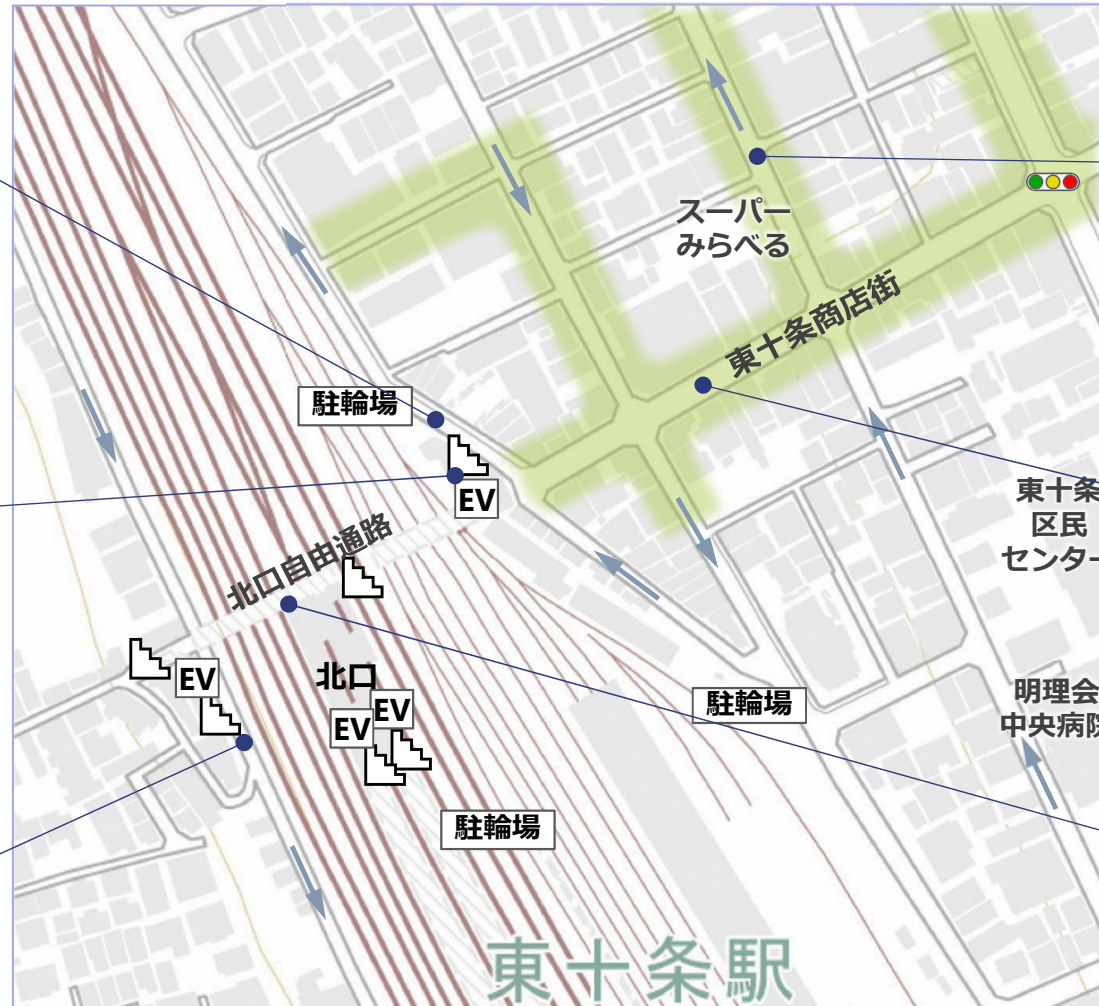 スーパー
みらべる
東十条商店街
駐輪場
EV
東十条
区民
センター
北口自由通路
EV
北口
明理会
中央病院
駐輪場
EV
EV
駐輪場
東十条駅